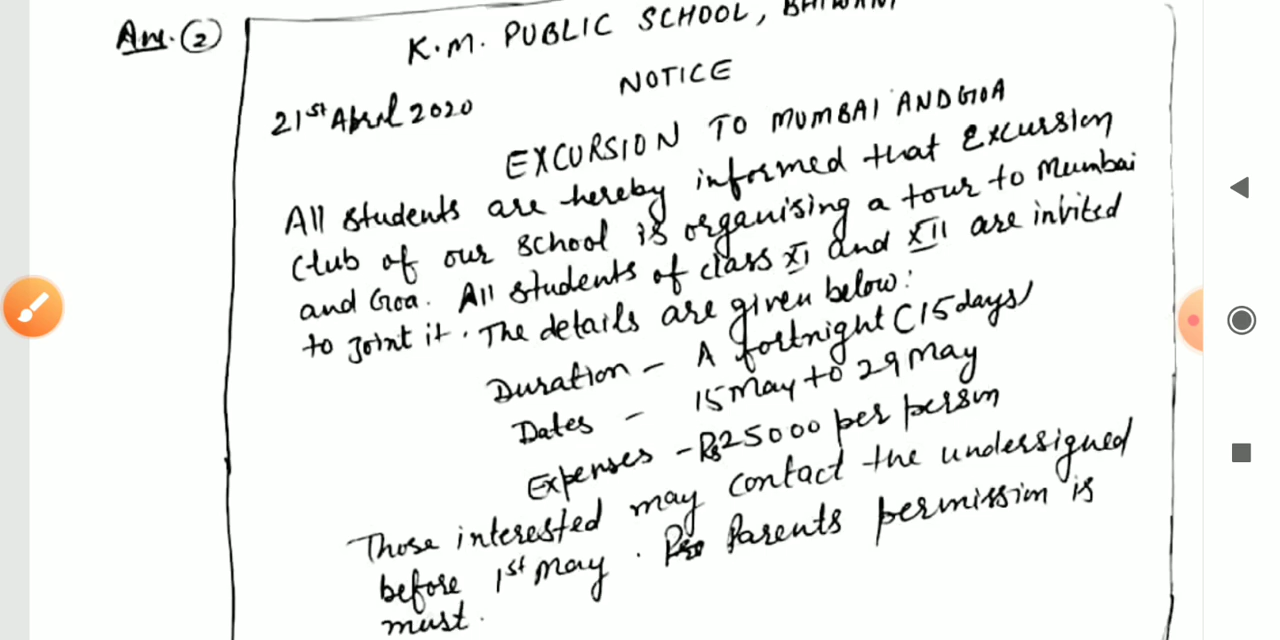 Ans. 2
K.M. PUBLIC SCHOOL, BHIWANI
NOTICE
21st April 2020
EXCURSION TO MUMBAI AND GOA
All students are hereby informed that Excursion
Club of our school is organising a tour to Mumbai
and Goa. All students of class XI and XII are invited
to joint it. The details are given below:
Duration - A fortnight (15 days)
Dates - 15 May to 29 May
Expenses - Rs 25000 per person
Those interested may contact the undersigned
before 1st May. Parents permission is
must.